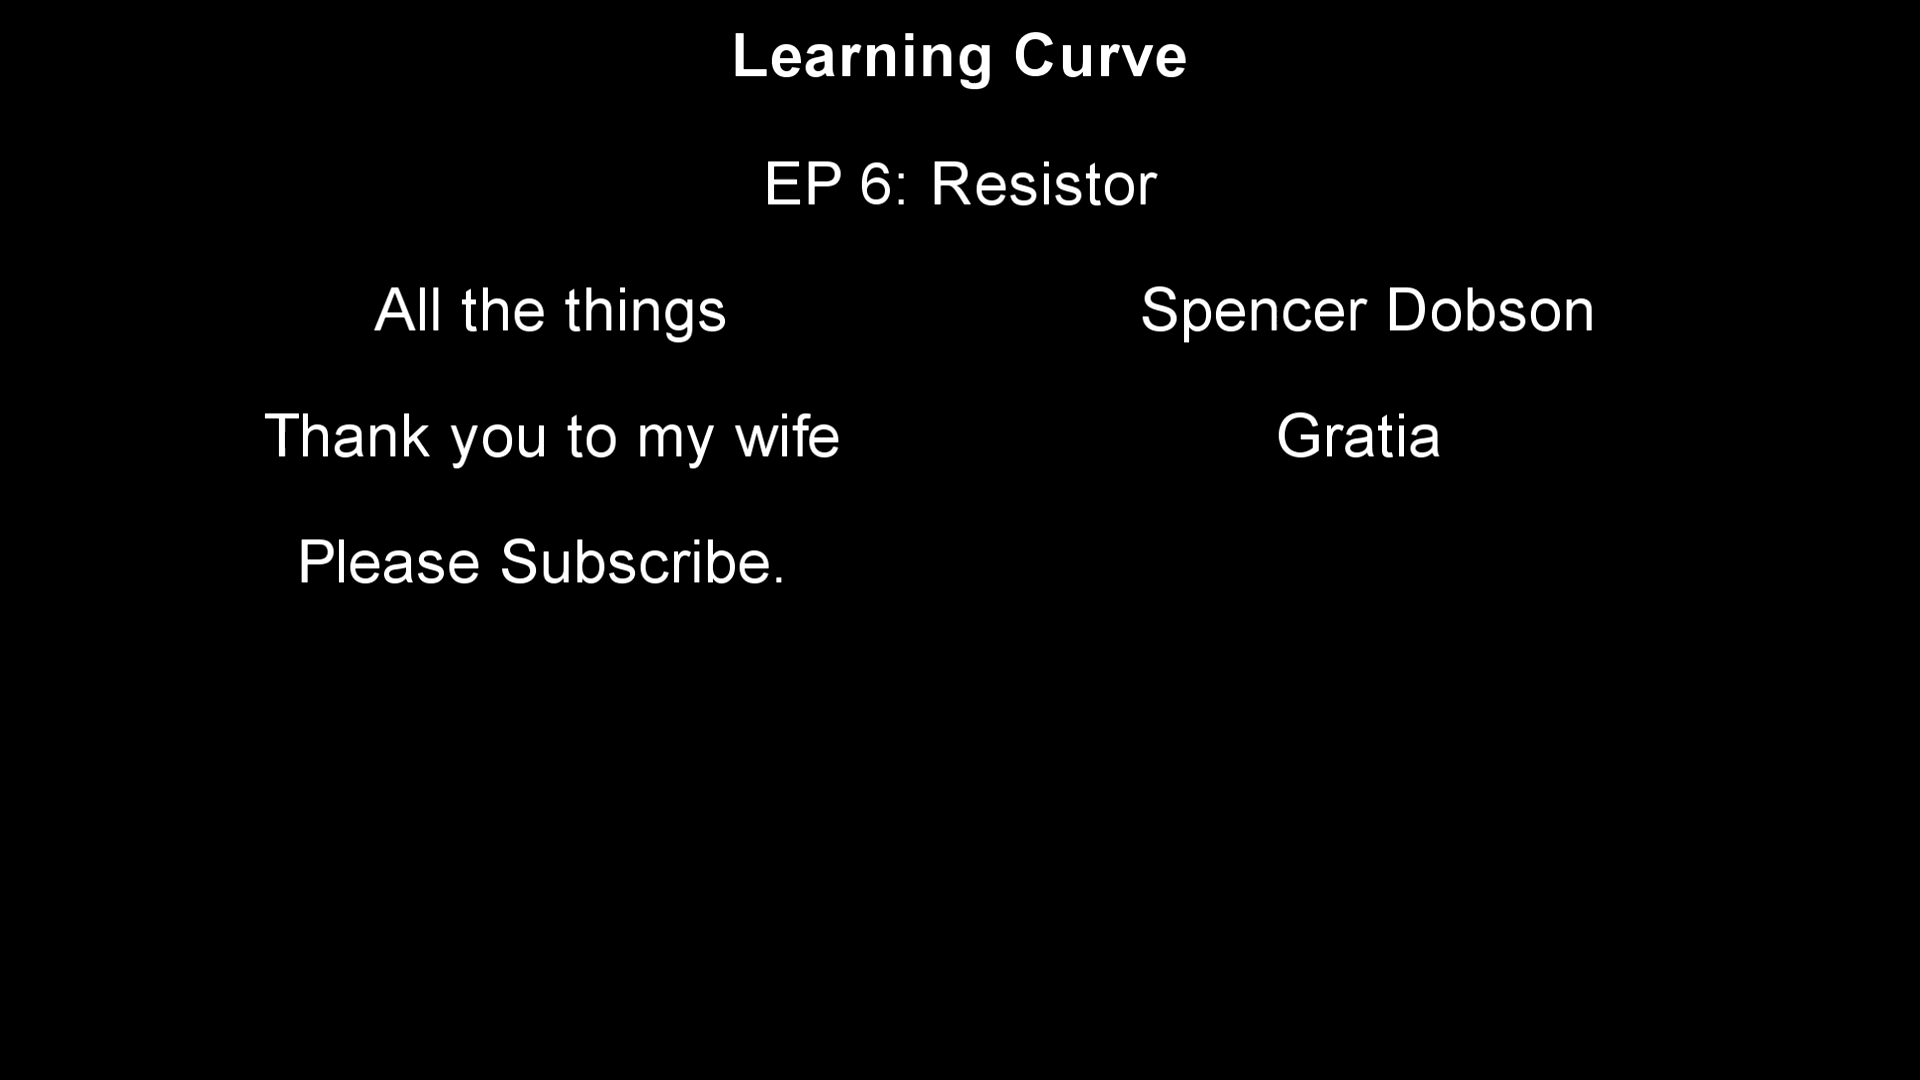 Learning Curve
EP 6: Resistor
All the things Spencer Dobson
Thank you to my wife Gratia
Please Subscribe.